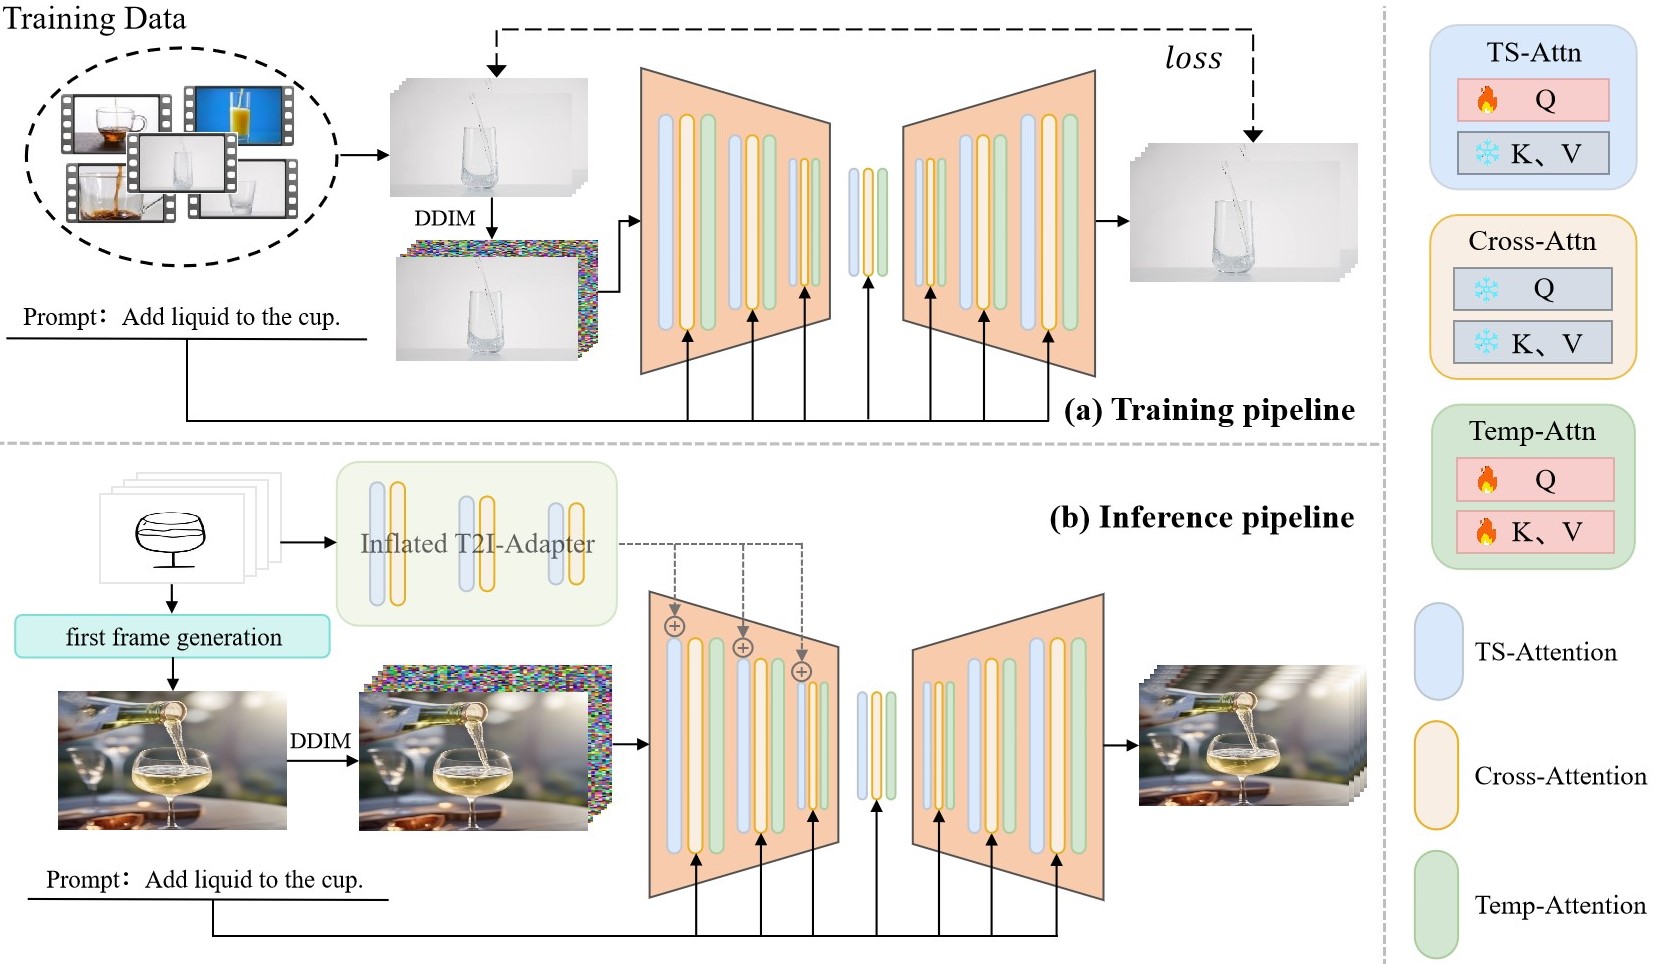 Training Data
loss
DDIM
Prompt：Add liquid to the cup.
(a) Training pipeline
Inflated T2I-Adapter
(b) Inference pipeline
first frame generation
DDIM
Prompt：Add liquid to the cup.
TS-Attn
Q
K、V
Cross-Attn
Q
K、V
Temp-Attn
Q
K、V
TS-Attention
Cross-Attention
Temp-Attention